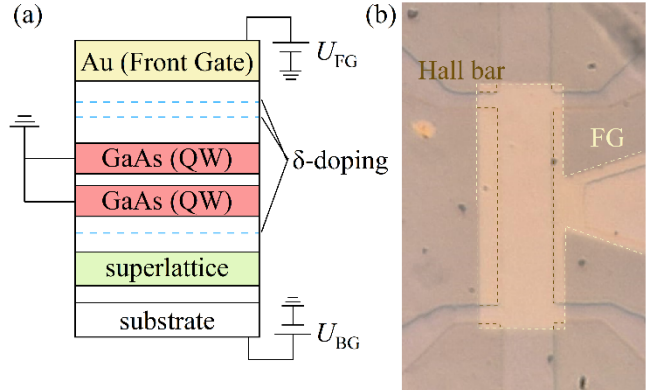 (a)
Au (Front Gate)
U_FG
GaAs (QW)
δ-doping
GaAs (QW)
superlattice
substrate
U_BG
(b)
Hall bar
FG